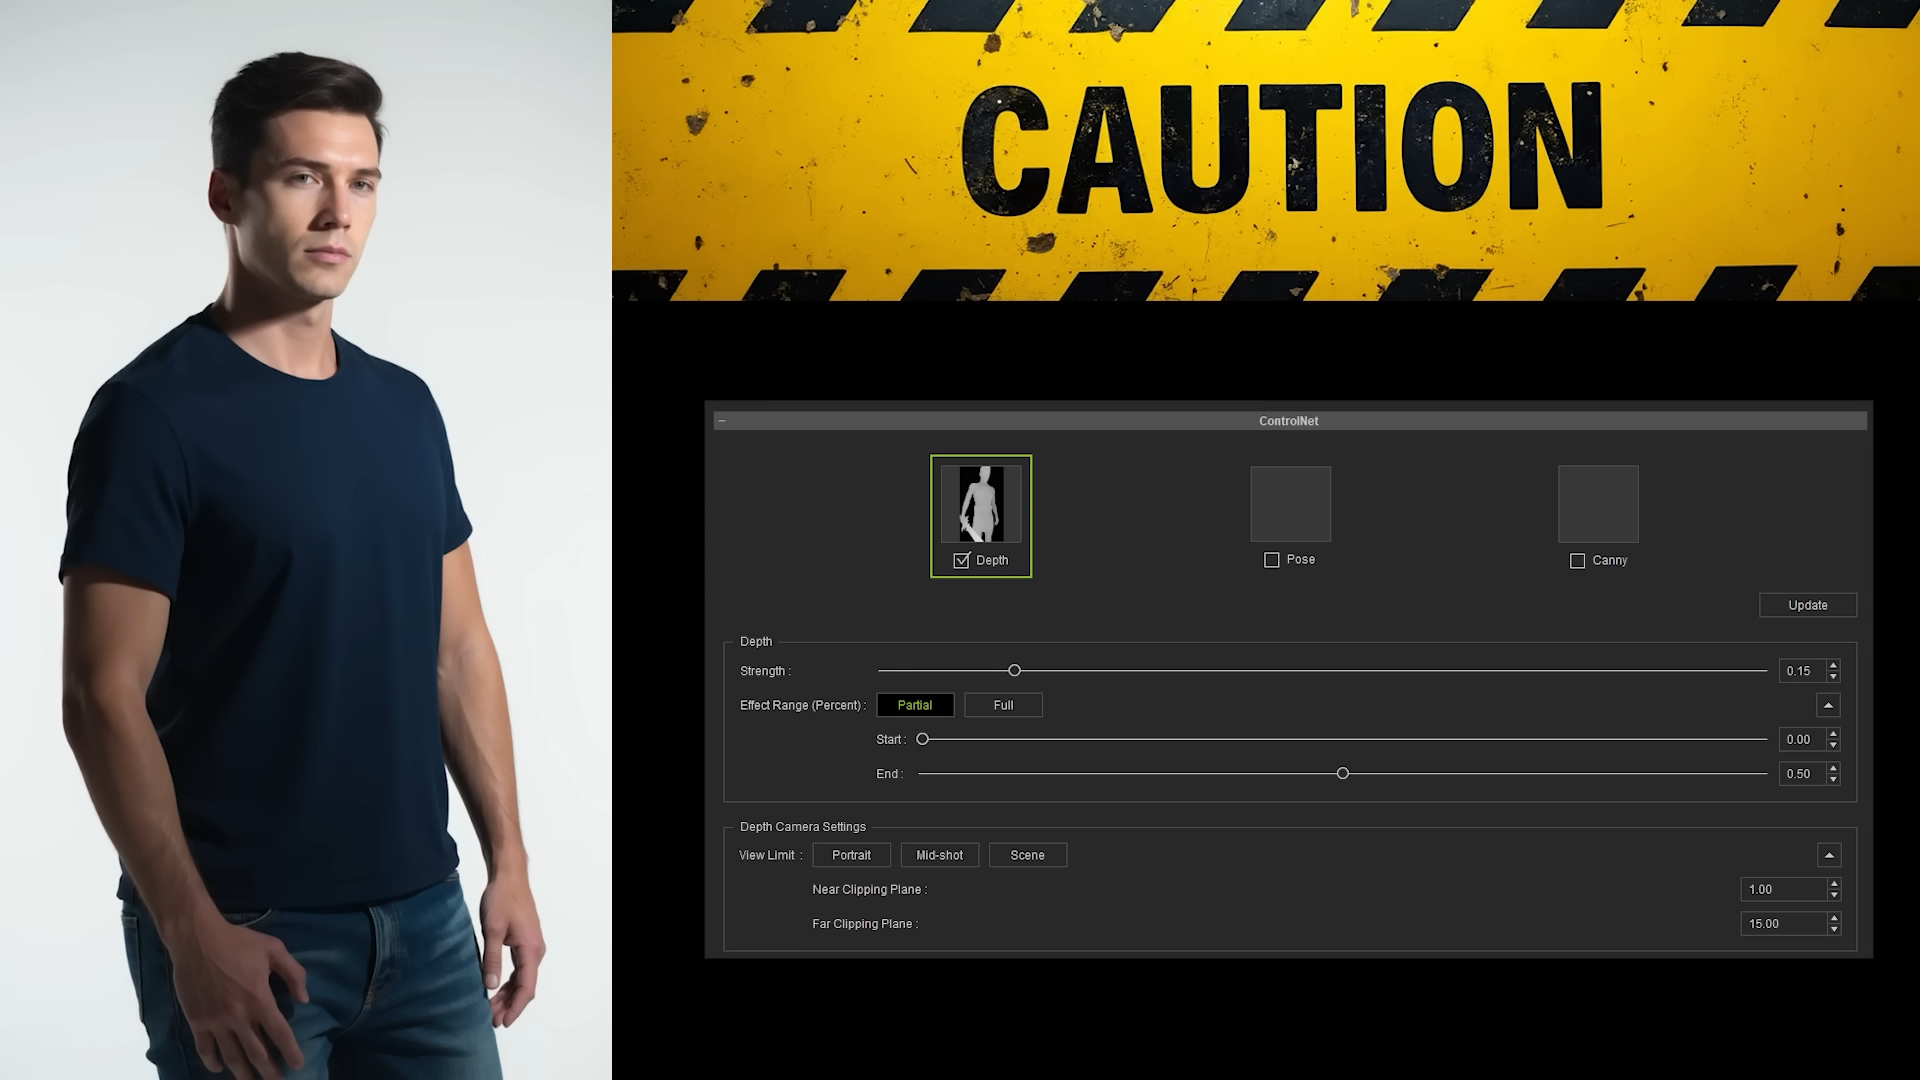 CAUTION
ControlNet
Depth
Pose
Canny
Update
Depth
Strength :
0.15
Effect Range (Percent) :
Partial
Full
Start :
0.00
End :
0.50
Depth Camera Settings
View Limit :
Portrait
Mid-shot
Scene
Near Clipping Plane :
1.00
Far Clipping Plane :
15.00